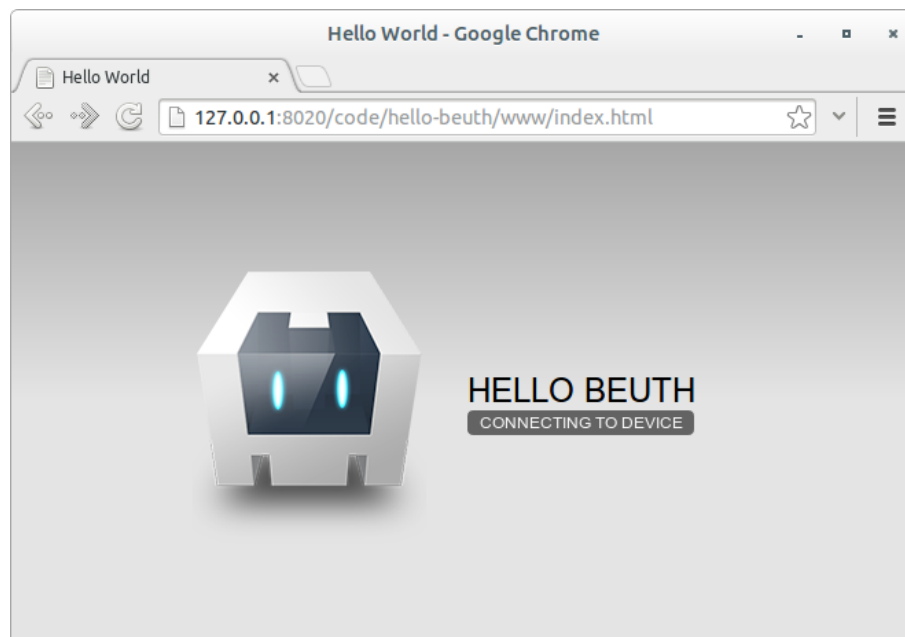 Hello World - Google Chrome
Hello World
127.0.0.1:8020/code/hello-beuth/www/index.html
HELLO BEUTH
CONNECTING TO DEVICE